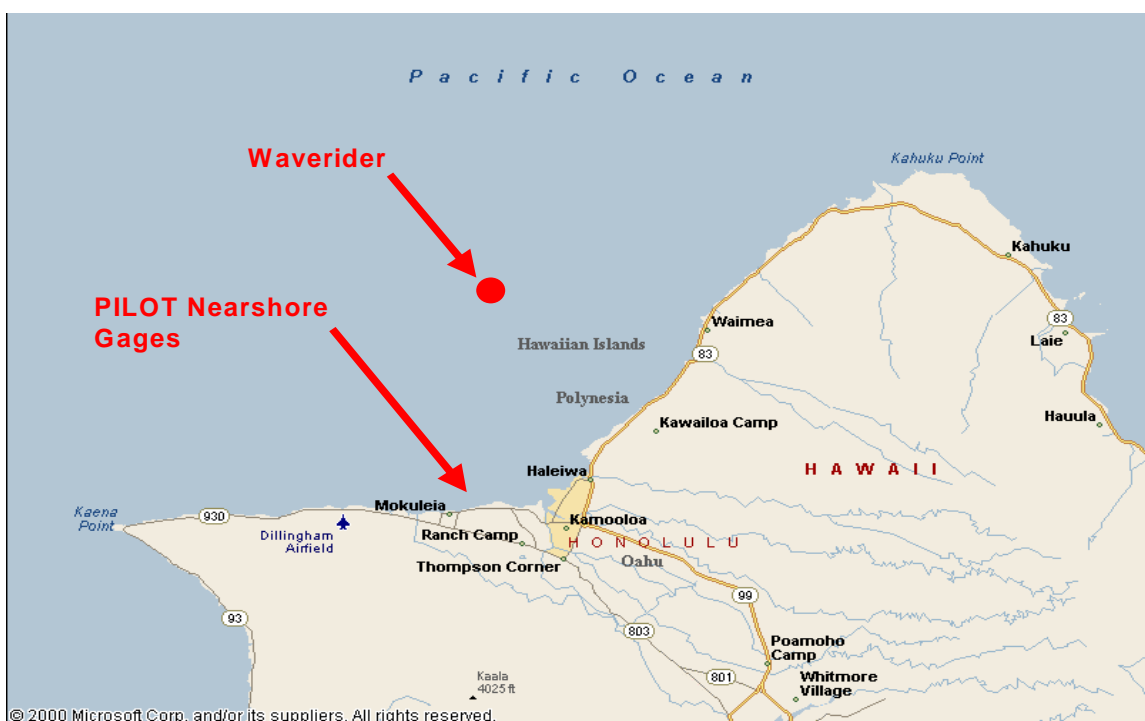 Pacific Ocean
Waverider
Kahuku Point
Kahuku
PILOT Nearshore
Gages
83
Waimea
Laie
Hawaiian Islands
83
Polynesia
Hauula
Kawailoa Camp
Haleiwa
HAWAII
Kaena
Point
930
Mokuleia
Dillingham
Airfield
Ranch Camp
Kamooloa
HONOLULU
Thompson Corner
Oahu
99
93
803
Poamoho
Camp
801
Whitmore
Village
Kaala
4025 ft
© 2000 Microsoft Corp. and/or its suppliers. All rights reserved.